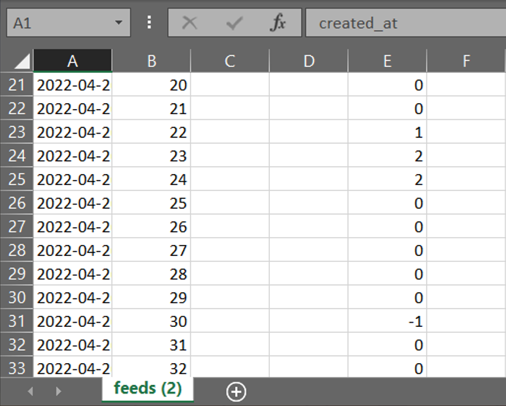 A1 fx created_at
A B C D E F
21 2022-04-2 20 0
22 2022-04-2 21 0
23 2022-04-2 22 1
24 2022-04-2 23 2
25 2022-04-2 24 2
26 2022-04-2 25 0
27 2022-04-2 26 0
28 2022-04-2 27 0
29 2022-04-2 28 0
30 2022-04-2 29 0
31 2022-04-2 30 -1
32 2022-04-2 31 0
33 2022-04-2 32 0
feeds (2)